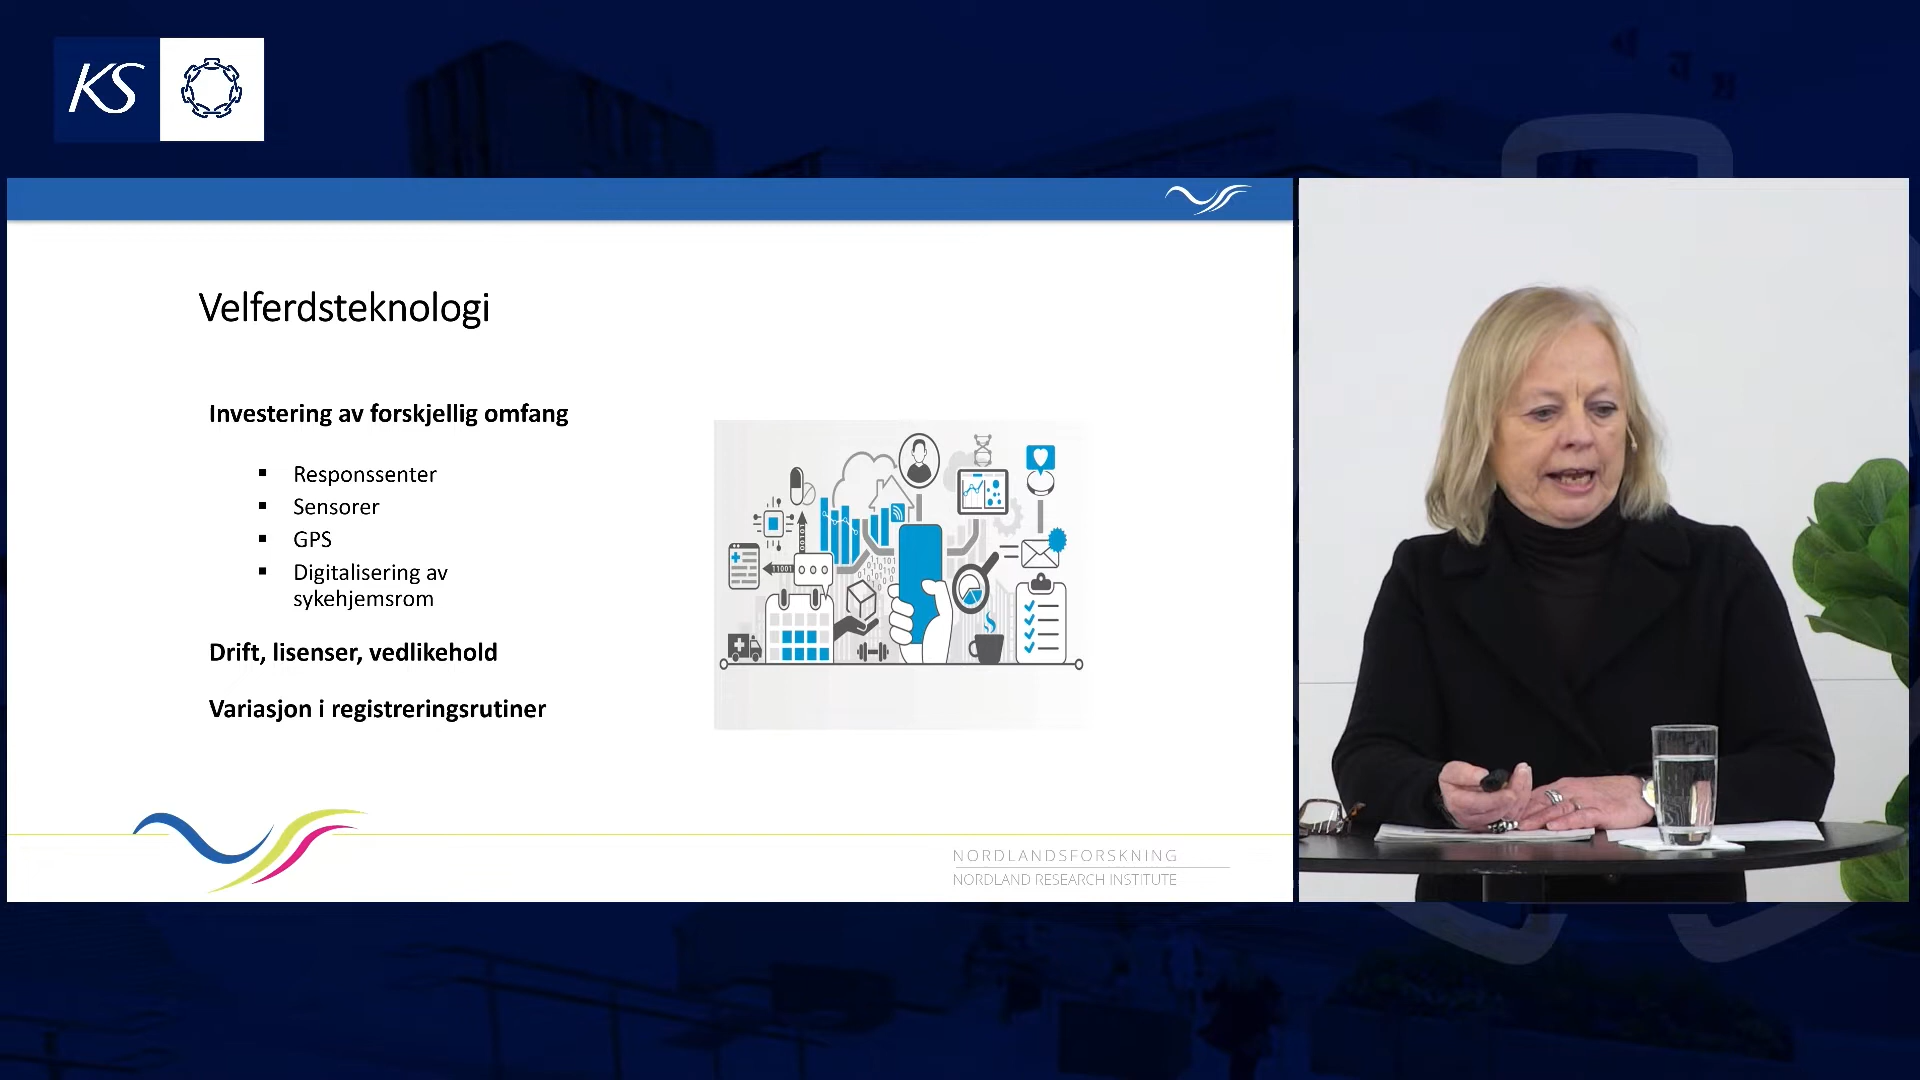 KS
Velferdsteknologi
Investering av forskjellig omfang
▪ Responssenter
▪ Sensorer
▪ GPS
▪ Digitalisering av
sykehjemsrom
Drift, lisenser, vedlikehold
Variasjon i registreringsrutiner
11001
NORDLANDSFORSKNING
NORDLAND RESEARCH INSTITUTE